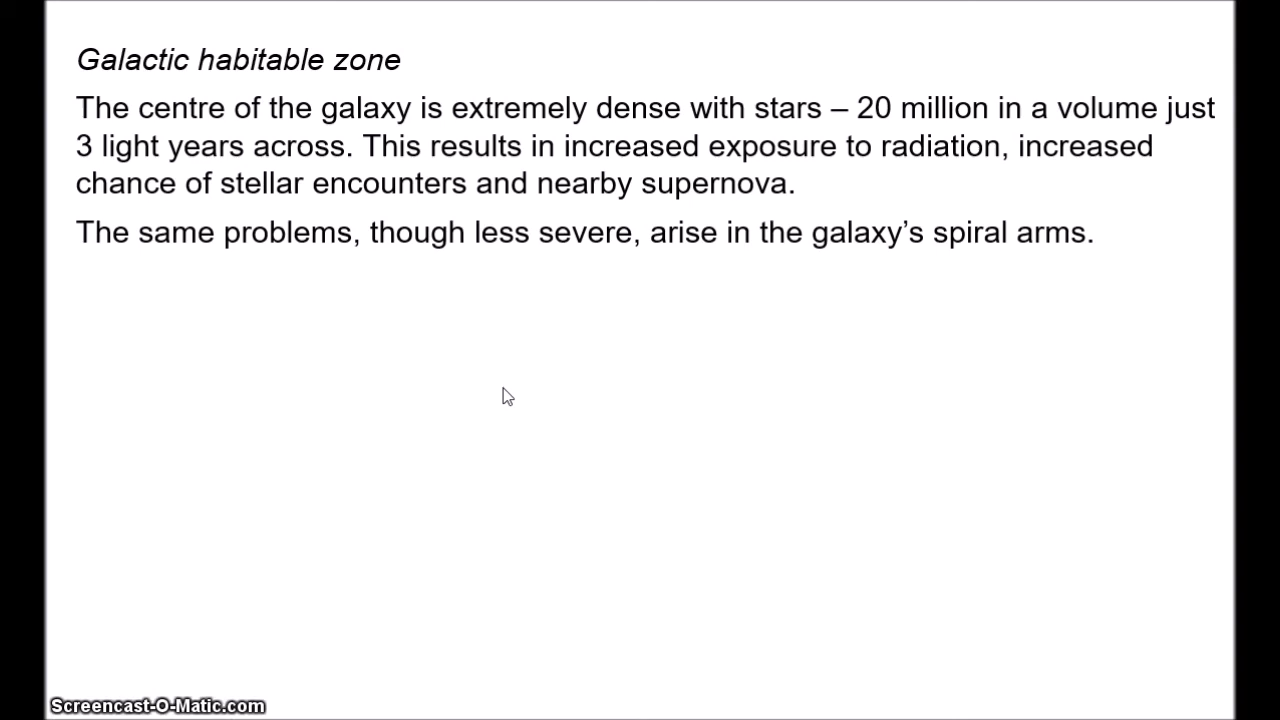 Galactic habitable zone
The centre of the galaxy is extremely dense with stars – 20 million in a volume just
3 light years across. This results in increased exposure to radiation, increased
chance of stellar encounters and nearby supernova.
The same problems, though less severe, arise in the galaxy’s spiral arms.
Screencast-O-Matic.com